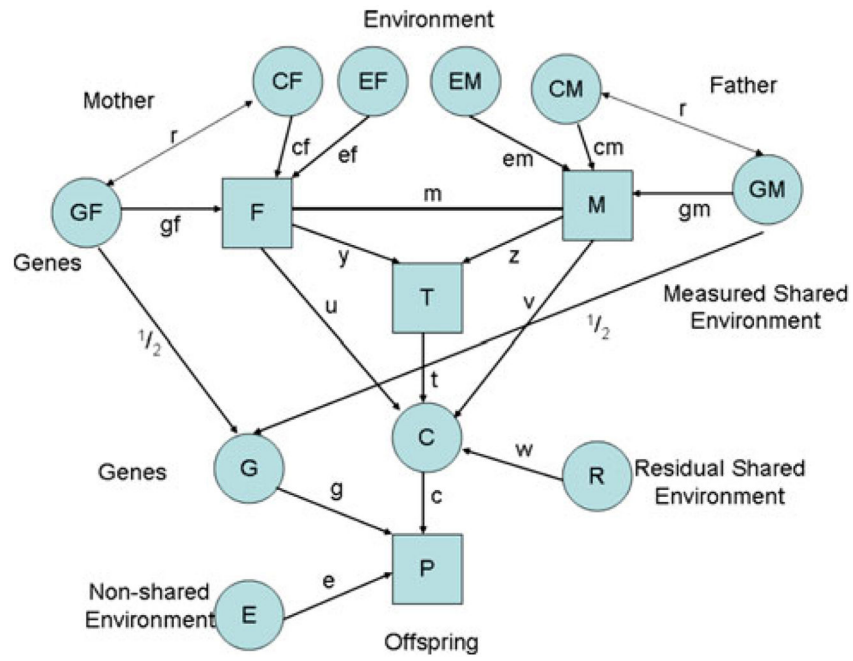 Environment
Mother
Father
CF
EF
EM
CM
r
r
cf
ef
em
cm
GF
F
m
M
GM
gf
gm
Genes
y
z
T
u
v
Measured Shared
Environment
1/2
1/2
t
C
Genes
G
w
R
Residual Shared
Environment
g
c
P
Non-shared
Environment
E
e
Offspring